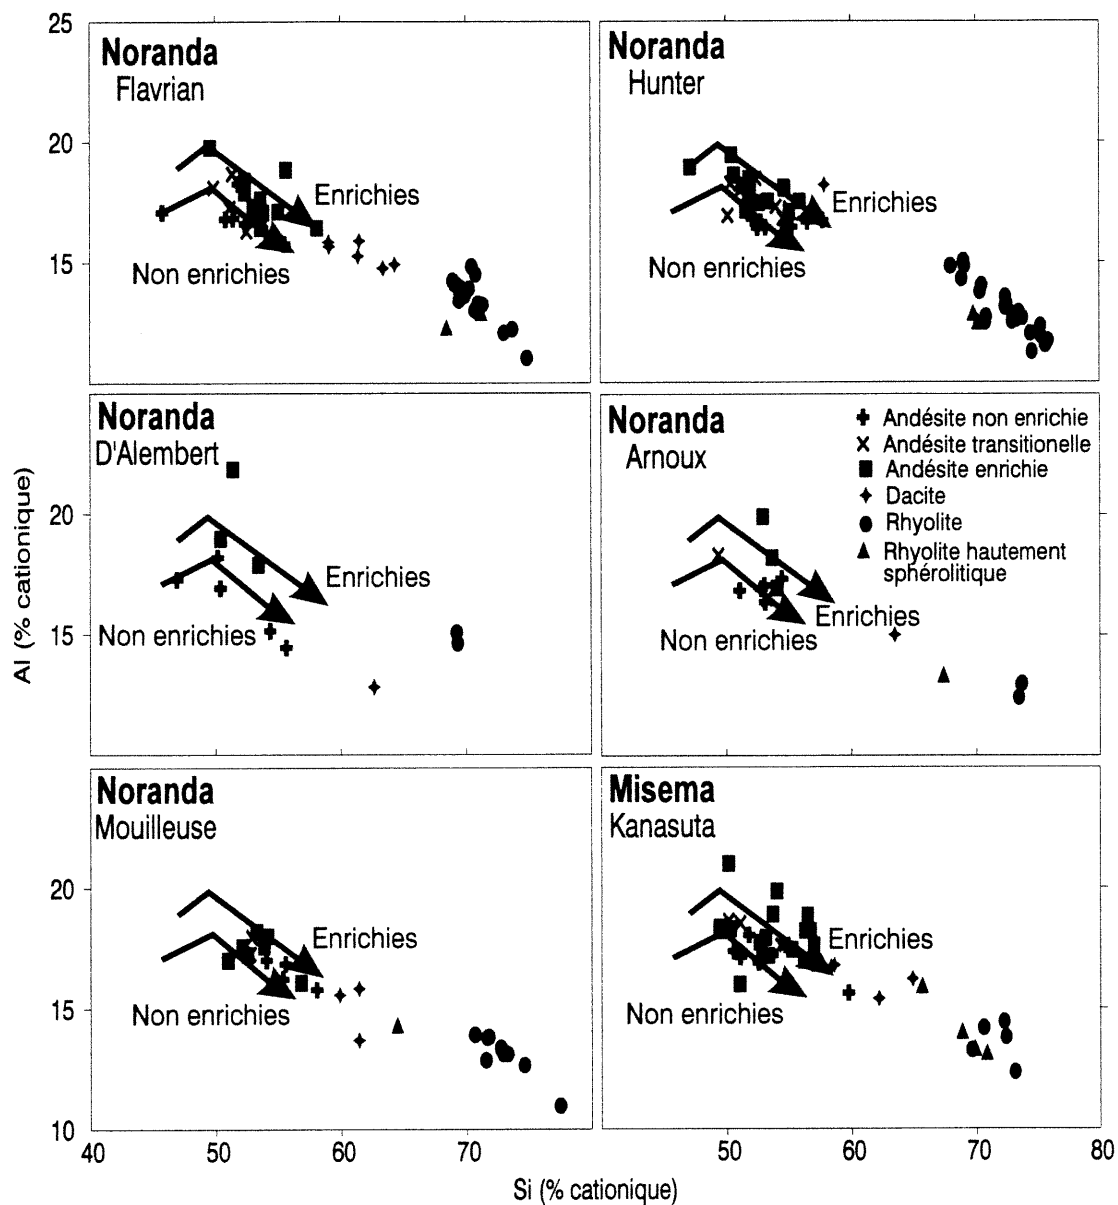 25
20
15
Noranda
Flavrian
Enrichies
Non enrichies
Noranda
Hunter
Enrichies
Non enrichies
Al (% cationique)
20
15
Noranda
D'Alembert
Enrichies
Non enrichies
Noranda
Arnoux
Andésite non enrichie
Andésite transitionelle
Andésite enrichie
Dacite
Rhyolite
Rhyolite hautement
sphérolitique
Enrichies
Non enrichies
20
15
10
Noranda
Mouilleuse
Enrichies
Non enrichies
Misema
Kanasuta
Enrichies
Non enrichies
40
50
60
70
50
60
70
80
Si (% cationique)